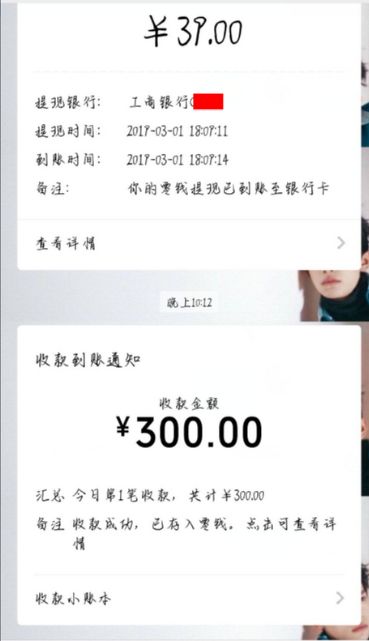 ¥39.00
提现银行: 工商银行(
提现时间: 2017-03-01 18:07:11
到账时间: 2017-03-01 18:07:14
备注: 你的零钱提现已到账至银行卡
查看详情
晚上10:12
收款到账通知
收款金额
¥300.00
汇总 今日第1笔收款，共计¥300.00
备注 收款成功，已存入零钱。点击可查看详
情
收款小账本